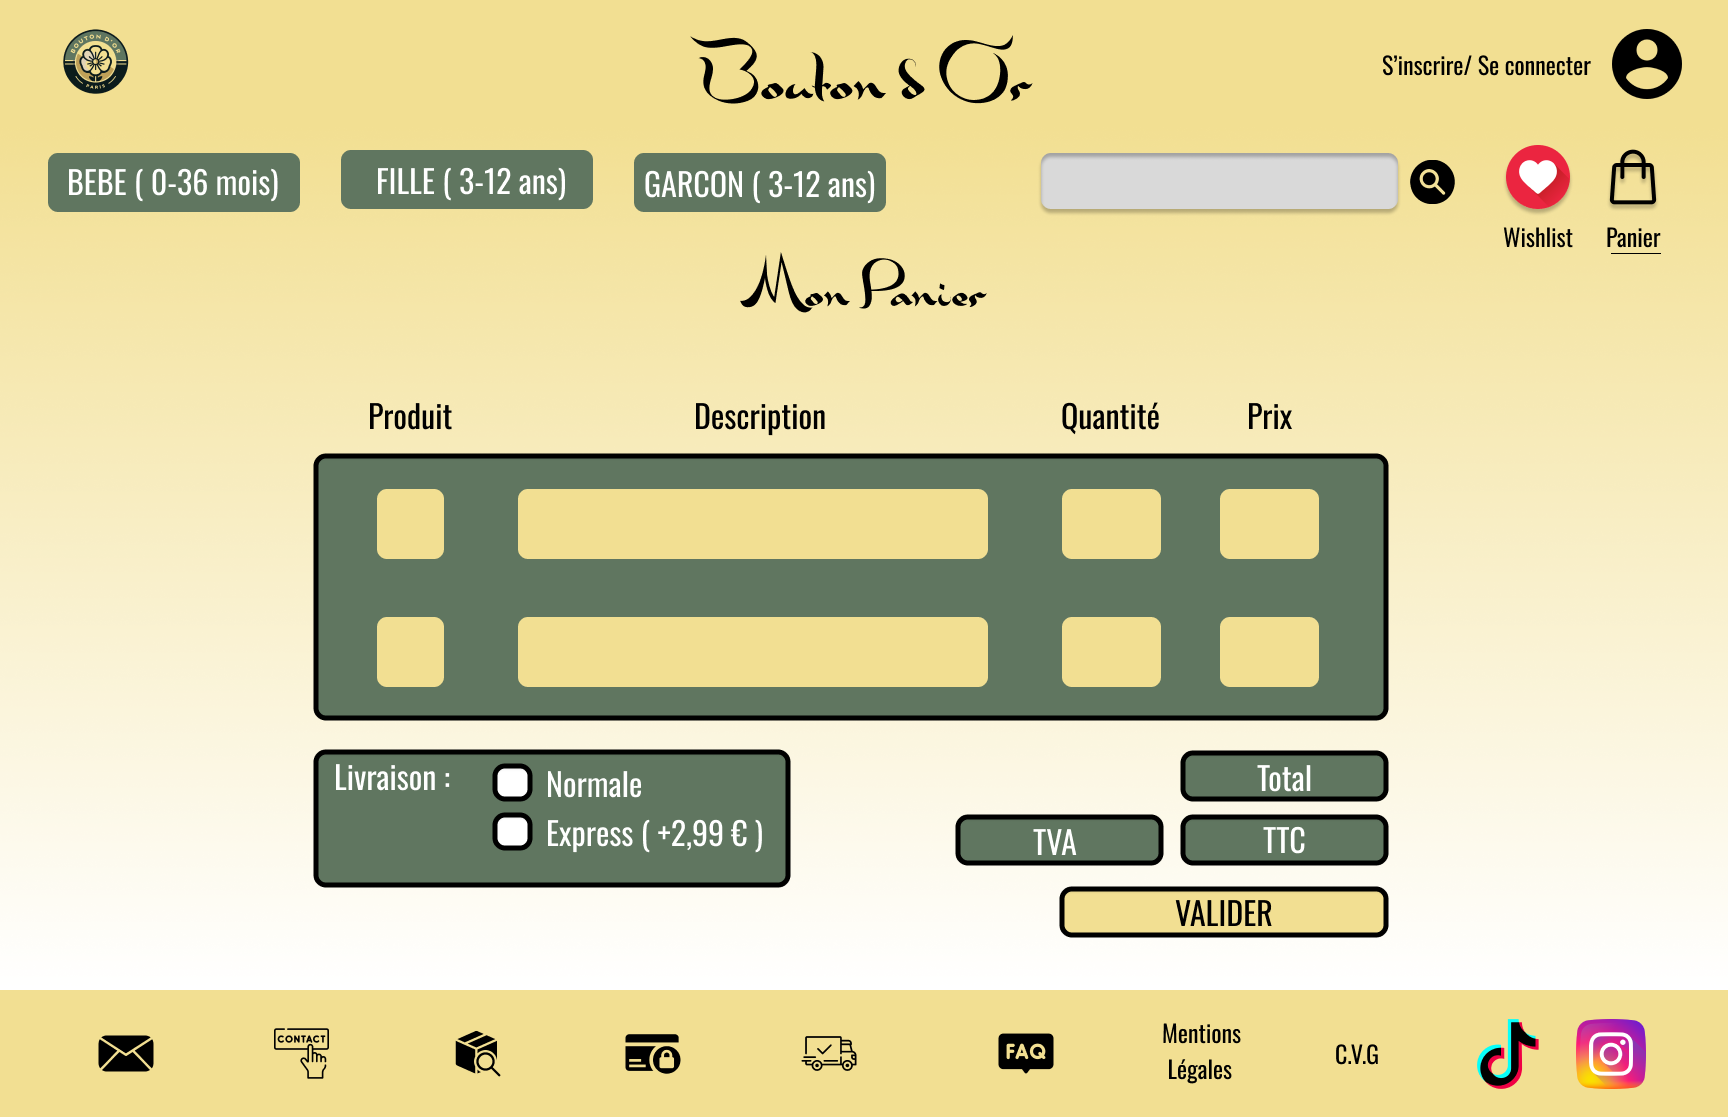 BOUTON D'OR
PARIS
Bouton d Or
S'inscrire/ Se connecter
BEBE ( 0-36 mois)
FILLE ( 3-12 ans)
GARCON ( 3-12 ans)
Wishlist
Panier
Mon Panier
Produit
Description
Quantité
Prix
Livraison :
Normale
Express ( +2,99 € )
Total
TVA
TTC
VALIDER
CONTACT
FAQ
Mentions
Légales
C.V.G